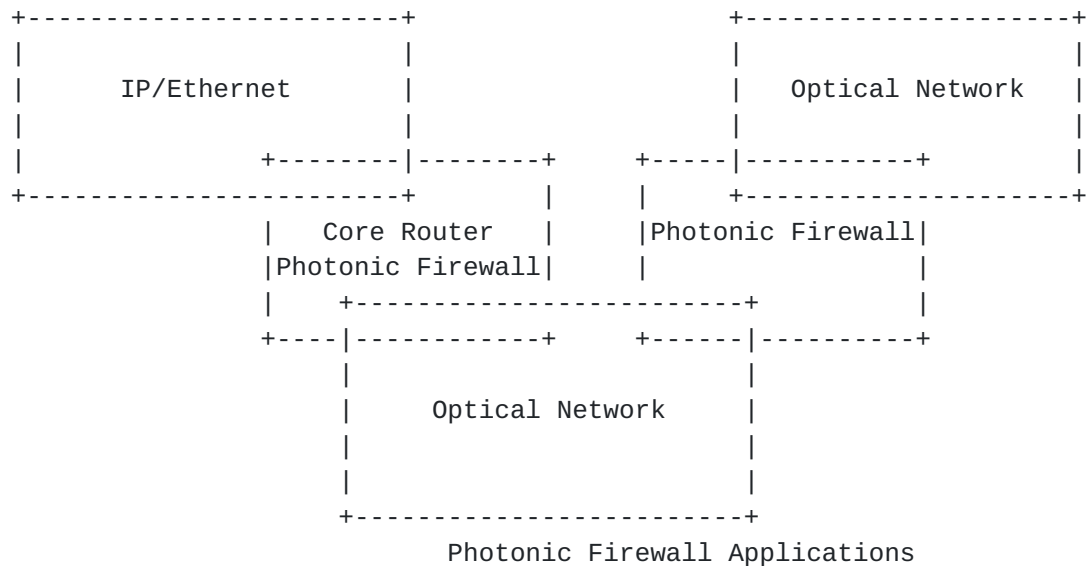 IP/Ethernet
Optical Network
Core Router
Photonic Firewall
Photonic Firewall
Optical Network
Photonic Firewall Applications